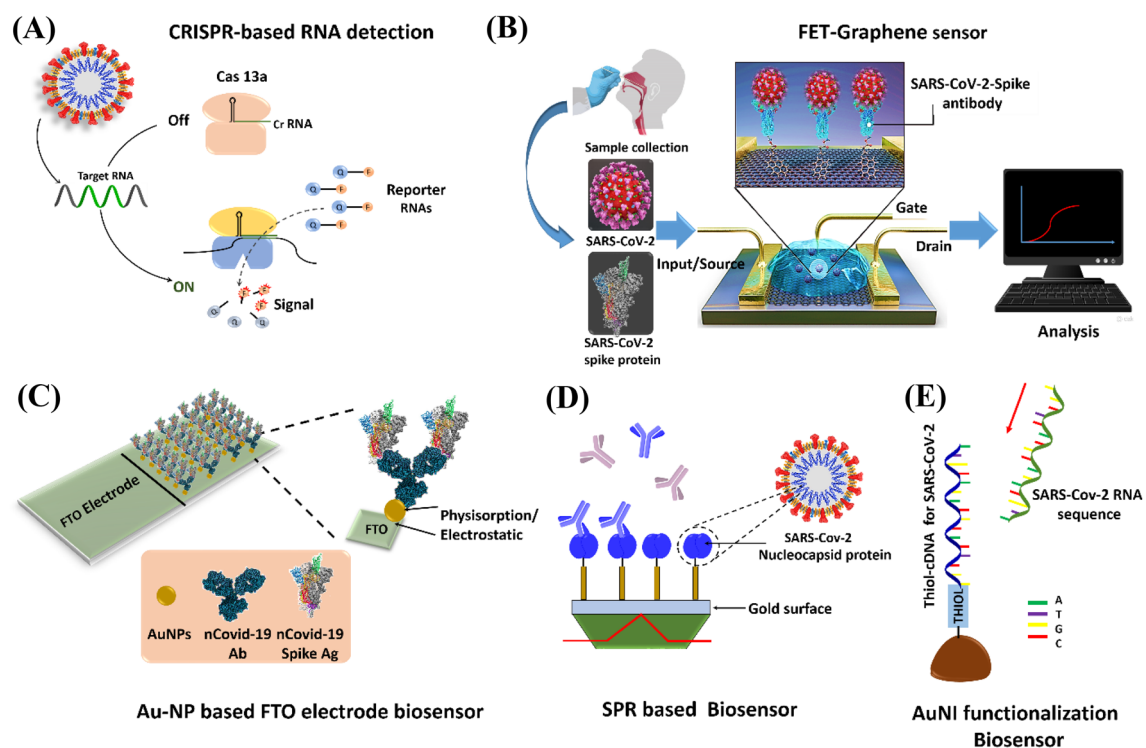 (A)
CRISPR-based RNA detection
Cas 13a
Off
Cr RNA
Target RNA
Q
F
Q
F
Q
F
Q
F
Reporter
RNAs
ON
F
F
Q
Q
Q
Signal
(B)
FET-Graphene sensor
SARS-CoV-2-Spike
antibody
Sample collection
SARS-CoV-2
Input/Source
Gate
Drain
SARS-CoV-2
spike protein
Analysis
(C)
FTO Electrode
FTO
Physisorption/
Electrostatic
AuNPs
nCovid-19
Ab
nCovid-19
Spike Ag
Au-NP based FTO electrode biosensor
(D)
SARS-Cov-2
Nucleocapsid protein
Gold surface
SPR based Biosensor
(E)
Thiol-cDNA for SARS-CoV-2
SARS-Cov-2 RNA
sequence
THIOL
A
T
G
C
AuNI functionalization
Biosensor